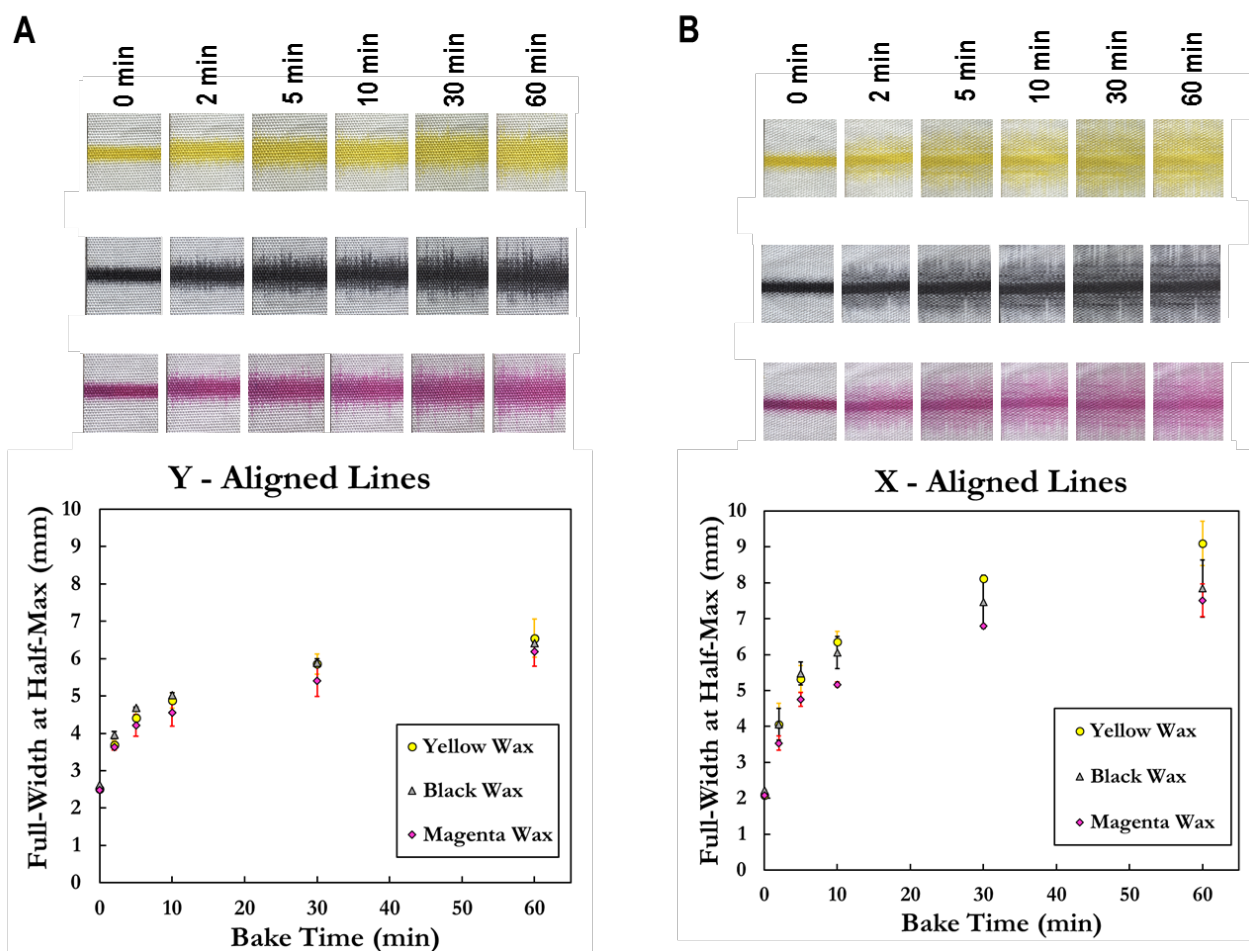 A
0 min
2 min
5 min
10 min
30 min
60 min
Y - Aligned Lines
Full-Width at Half-Max (mm)
10
9
8
7
6
5
4
3
2
1
0
Yellow Wax
Black Wax
Magenta Wax
0 10 20 30 40 50 60
Bake Time (min)
B
0 min
2 min
5 min
10 min
30 min
60 min
X - Aligned Lines
Full-Width at Half-Max (mm)
10
9
8
7
6
5
4
3
2
1
0
Yellow Wax
Black Wax
Magenta Wax
0 10 20 30 40 50 60
Bake Time (min)